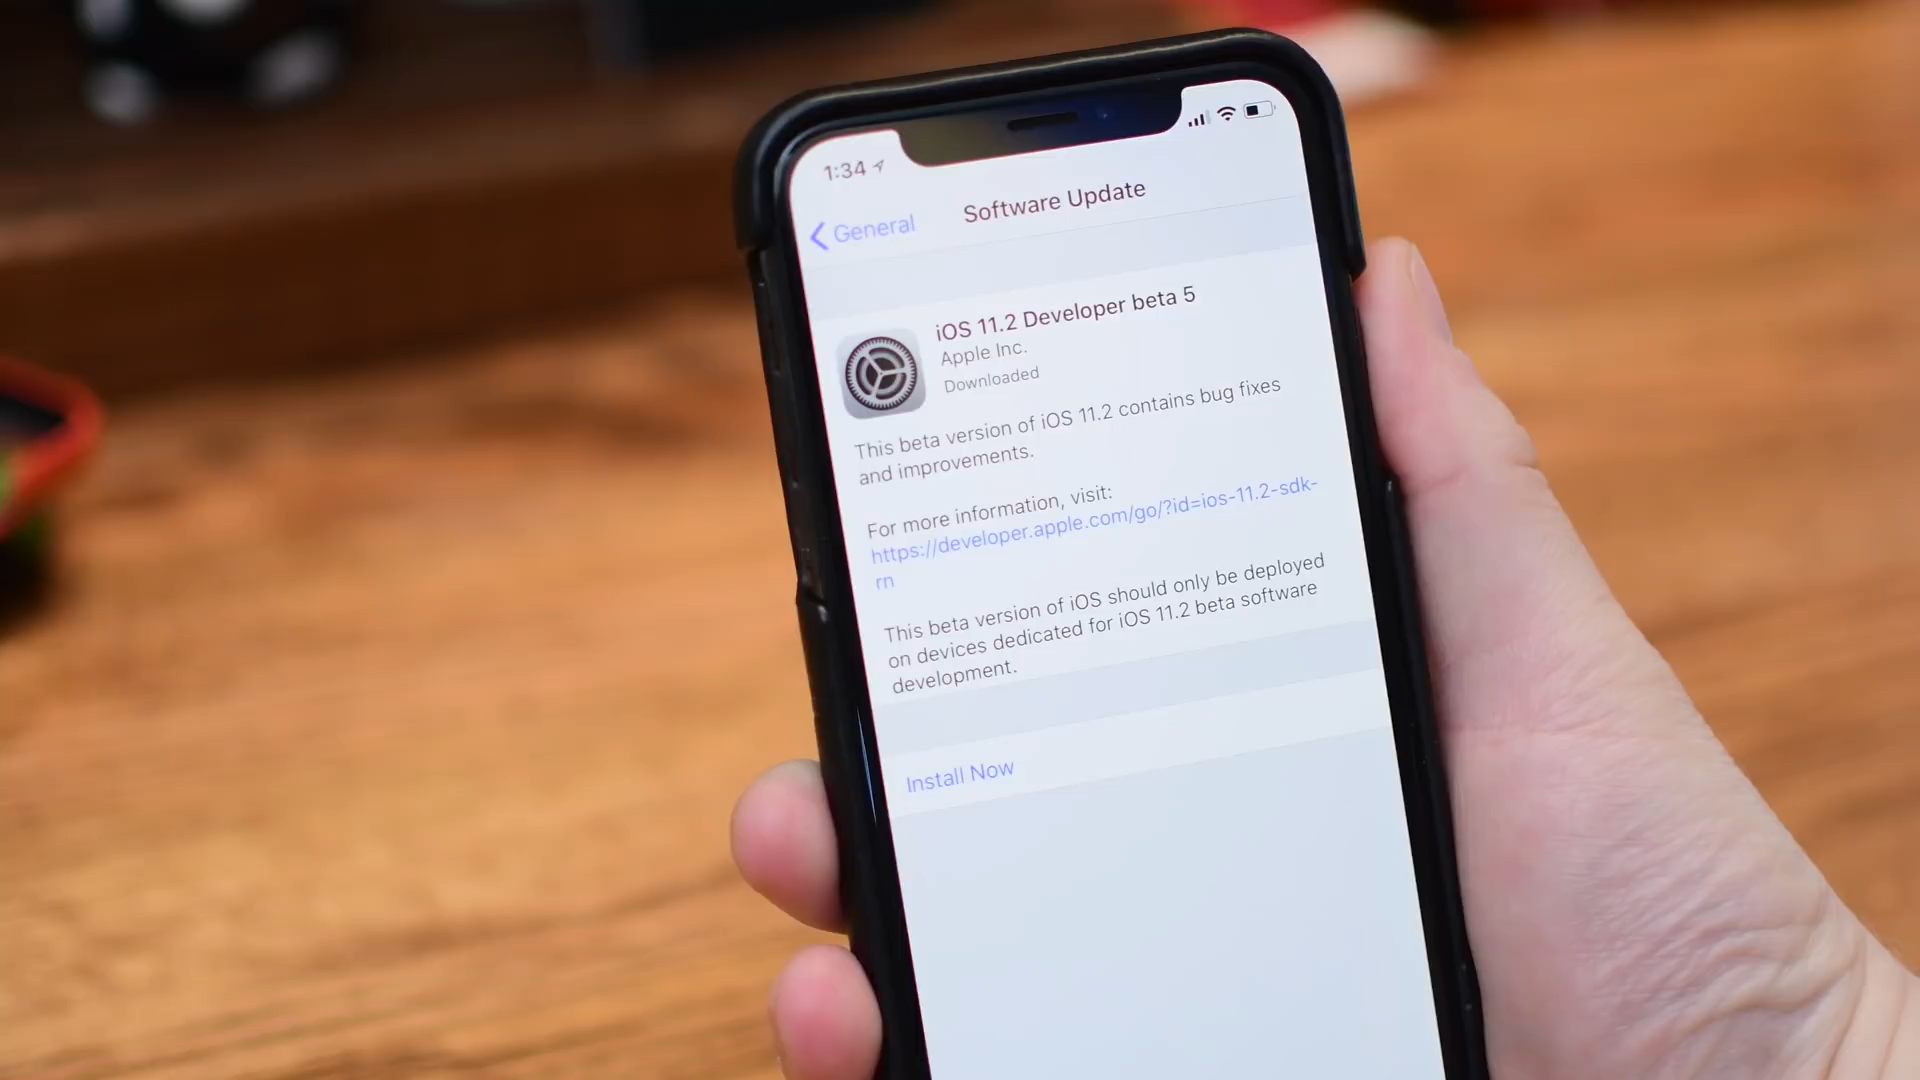 1:34
General
Software Update
iOS 11.2 Developer beta 5
Apple Inc.
Downloaded
This beta version of iOS 11.2 contains bug fixes
and improvements.
For more information, visit:
https://developer.apple.com/go/?id=ios-11.2-sdk-
rn
This beta version of iOS should only be deployed
on devices dedicated for iOS 11.2 beta software
development.
Install Now